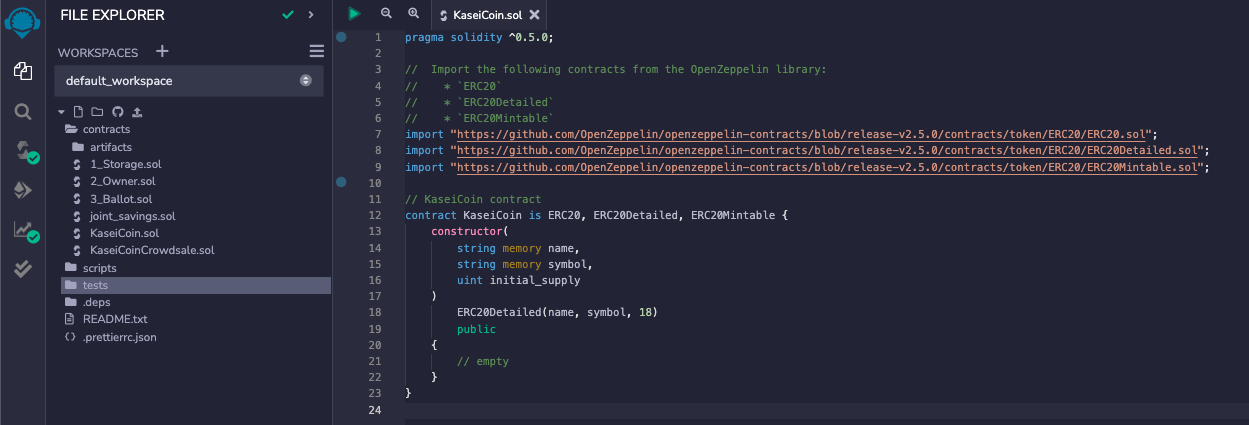 FILE EXPLORER
WORKSPACES
default_workspace
contracts
artifacts
1_Storage.sol
2_Owner.sol
3_Ballot.sol
joint_savings.sol
KaseiCoin.sol
KaseiCoinCrowdsale.sol
scripts
tests
.deps
README.txt
.prettierrc.json
KaseiCoin.sol
1 pragma solidity ^0.5.0;
2
3 //  Import the following contracts from the OpenZeppelin library:
4 //    * `ERC20`
5 //    * `ERC20Detailed`
6 //    * `ERC20Mintable`
7 import "https://github.com/OpenZeppelin/openzeppelin-contracts/blob/release-v2.5.0/contracts/token/ERC20/ERC20.sol";
8 import "https://github.com/OpenZeppelin/openzeppelin-contracts/blob/release-v2.5.0/contracts/token/ERC20/ERC20Detailed.sol";
9 import "https://github.com/OpenZeppelin/openzeppelin-contracts/blob/release-v2.5.0/contracts/token/ERC20/ERC20Mintable.sol";
10
11 // KaseiCoin contract
12 contract KaseiCoin is ERC20, ERC20Detailed, ERC20Mintable {
13     constructor(
14         string memory name,
15         string memory symbol,
16         uint initial_supply
17     )
18         ERC20Detailed(name, symbol, 18)
19         public
20     {
21         // empty
22     }
23 }
24